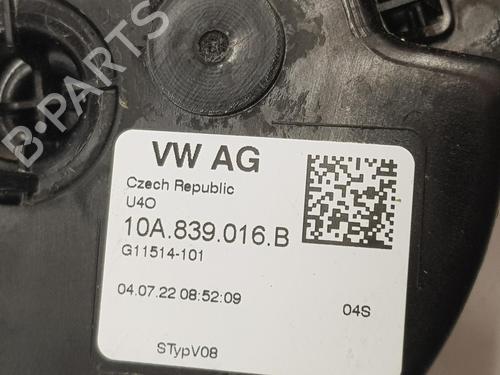 B-PARTS
VW AG
Czech Republic
U4O
10A.839.016.B
G11514-101
04.07.22 08:52:09
04S
STypV08